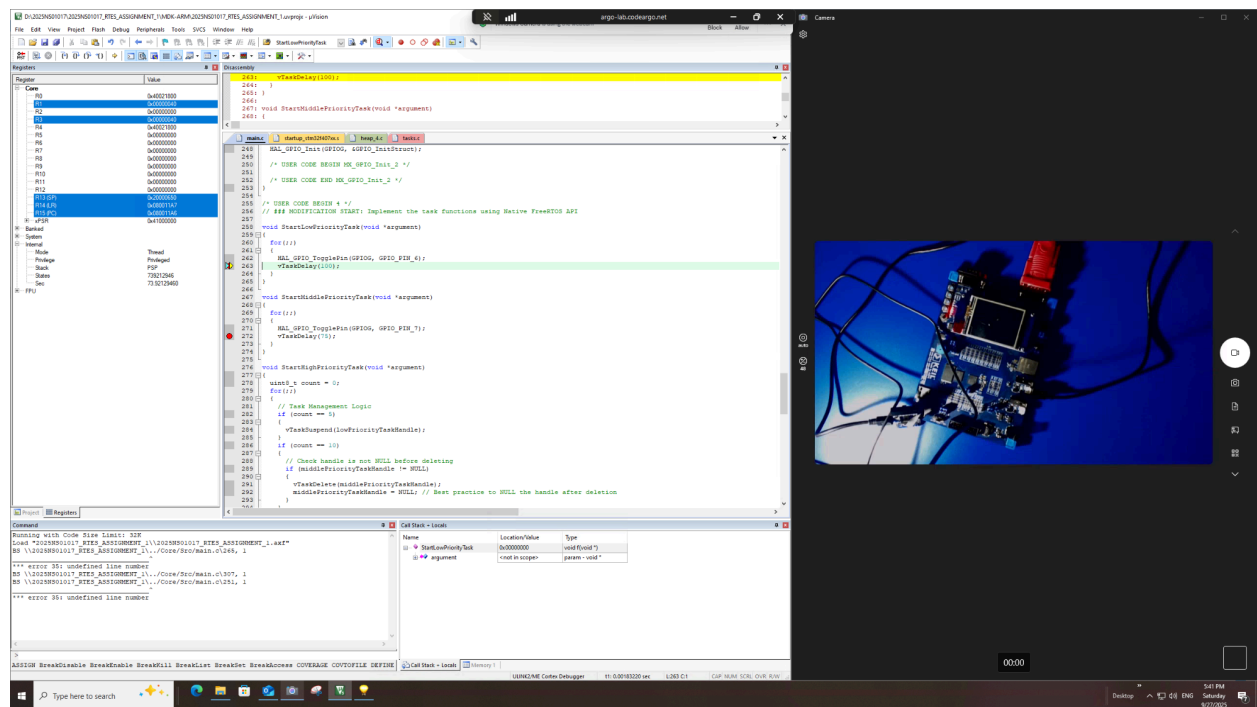 D:\2025NS01017\2025NS01017_RTES_ASSIGNMENT_1\MDK-ARM\2025NS01017_RTES_ASSIGNMENT_1.uvprojx - µVision
argo-lab.codeargo.net
Camera
File Edit View Project Flash Debug Peripherals Tools SVCS Window Help
Block Allow
StartLowPriorityTask
Registers
Register Value
Core
R0 0x40021800
R1 0x00000040
R2 0x00000000
R3 0x00000040
R4 0x40021800
R5 0x00000000
R6 0x00000000
R7 0x00000000
R8 0x00000000
R9 0x00000000
R10 0x00000000
R11 0x00000000
R12 0x00000000
R13 (SP) 0x20000650
R14 (LR) 0x080011A7
R15 (PC) 0x080011A6
xPSR 0x41000000
Banked
System
Internal
Mode Thread
Privilege Privileged
Stack PSP
States 739212946
Sec 73.92129460
FPU
Project Registers
Disassembly
263: vTaskDelay(100);
264: }
265: }
266:
267: void StartMiddlePriorityTask(void *argument)
268: {
main.c startup_stm32f407xx.s heap_4.c tasks.c
248 HAL_GPIO_Init(GPIOG, &GPIO_InitStruct);
249
250 /* USER CODE BEGIN MX_GPIO_Init_2 */
251
252 /* USER CODE END MX_GPIO_Init_2 */
253 }
254
255 /* USER CODE BEGIN 4 */
256 // ### MODIFICATION START: Implement the task functions using Native FreeRTOS API
257
258 void StartLowPriorityTask(void *argument)
259 {
260 for(;;)
261 {
262 HAL_GPIO_TogglePin(GPIOG, GPIO_PIN_6);
263 vTaskDelay(100);
264 }
265 }
266
267 void StartMiddlePriorityTask(void *argument)
268 {
269 for(;;)
270 {
271 HAL_GPIO_TogglePin(GPIOG, GPIO_PIN_7);
272 vTaskDelay(75);
273 }
274 }
275
276 void StartHighPriorityTask(void *argument)
277 {
278 uint8_t count = 0;
279 for(;;)
280 {
281 // Task Management Logic
282 if (count == 5)
283 {
284 vTaskSuspend(lowPriorityTaskHandle);
285 }
286 if (count == 10)
287 {
288 // Check handle is not NULL before deleting
289 if (middlePriorityTaskHandle != NULL)
290 {
291 vTaskDelete(middlePriorityTaskHandle);
292 middlePriorityTaskHandle = NULL; // Best practice to NULL the handle after deletion
293 }
Command
Running with Code Size Limit: 32K
Load "2025NS01017_RTES_ASSIGNMENT_1\\2025NS01017_RTES_ASSIGNMENT_1.axf"
BS \\2025NS01017_RTES_ASSIGNMENT_1\../Core/Src/main.c\265, 1
^
*** error 35: undefined line number
BS \\2025NS01017_RTES_ASSIGNMENT_1\../Core/Src/main.c\307, 1
BS \\2025NS01017_RTES_ASSIGNMENT_1\../Core/Src/main.c\251, 1
^
*** error 35: undefined line number
>
ASSIGN BreakDisable BreakEnable BreakKill BreakList BreakSet BreakAccess COVERAGE COVTOFILE DEFINE
Call Stack + Locals
Name Location/Value Type
StartLowPriorityTask 0x00000000 void f(void *)
argument <not in scope> param - void *
Call Stack + Locals Memory 1
ULINK2/ME Cortex Debugger t1: 0.00183220 sec L:263 C:1 CAP NUM SCRL OVR R/W
KEIL
00:00
Type here to search
Desktop ENG
5:41 PM
Saturday
9/27/2025